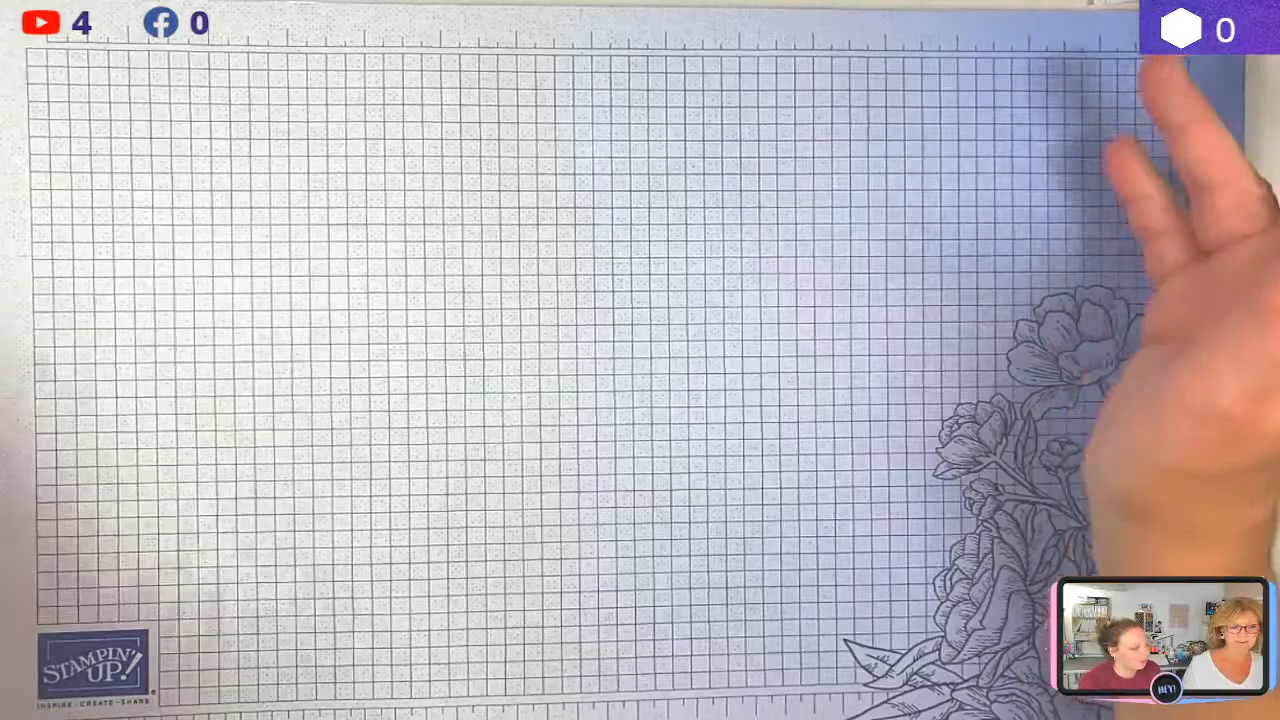 4 0 0
STAMPIN' UP!®
INSPIRE • CREATE • SHARE
HEY!